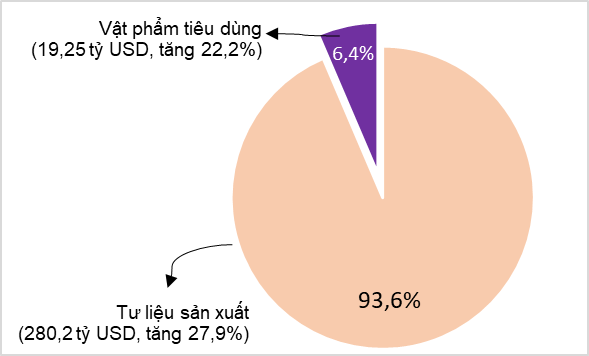 Vật phẩm tiêu dùng
(19,25 tỷ USD, tăng 22,2%)
6,4%
93,6%
Tư liệu sản xuất
(280,2 tỷ USD, tăng 27,9%)